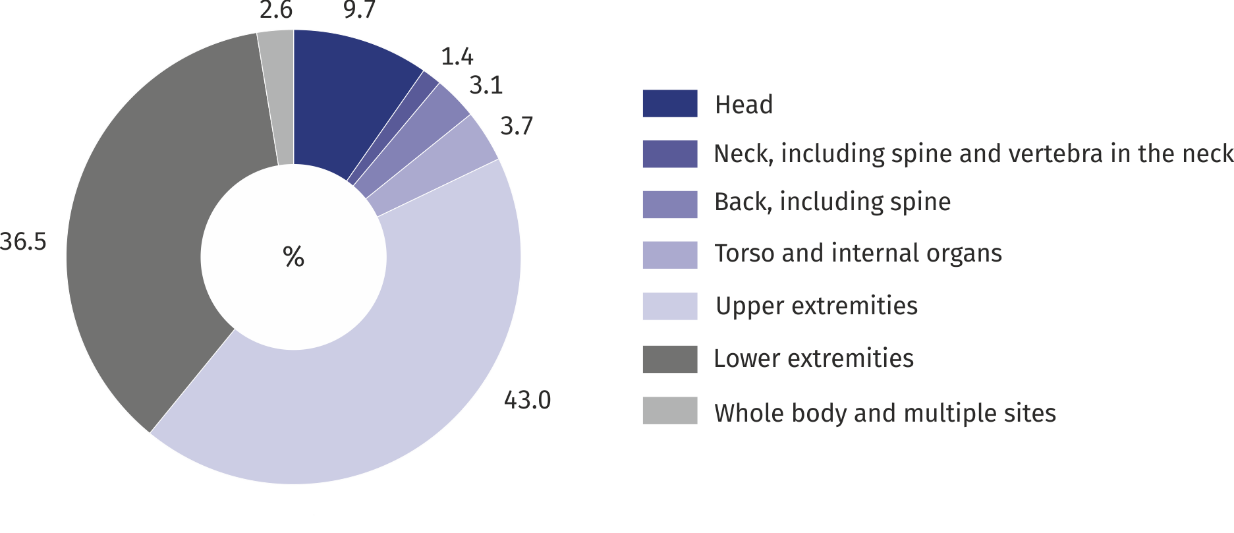 2.6
9.7
1.4
3.1
3.7
36.5
%
43.0
Head
Neck, including spine and vertebra in the neck
Back, including spine
Torso and internal organs
Upper extremities
Lower extremities
Whole body and multiple sites